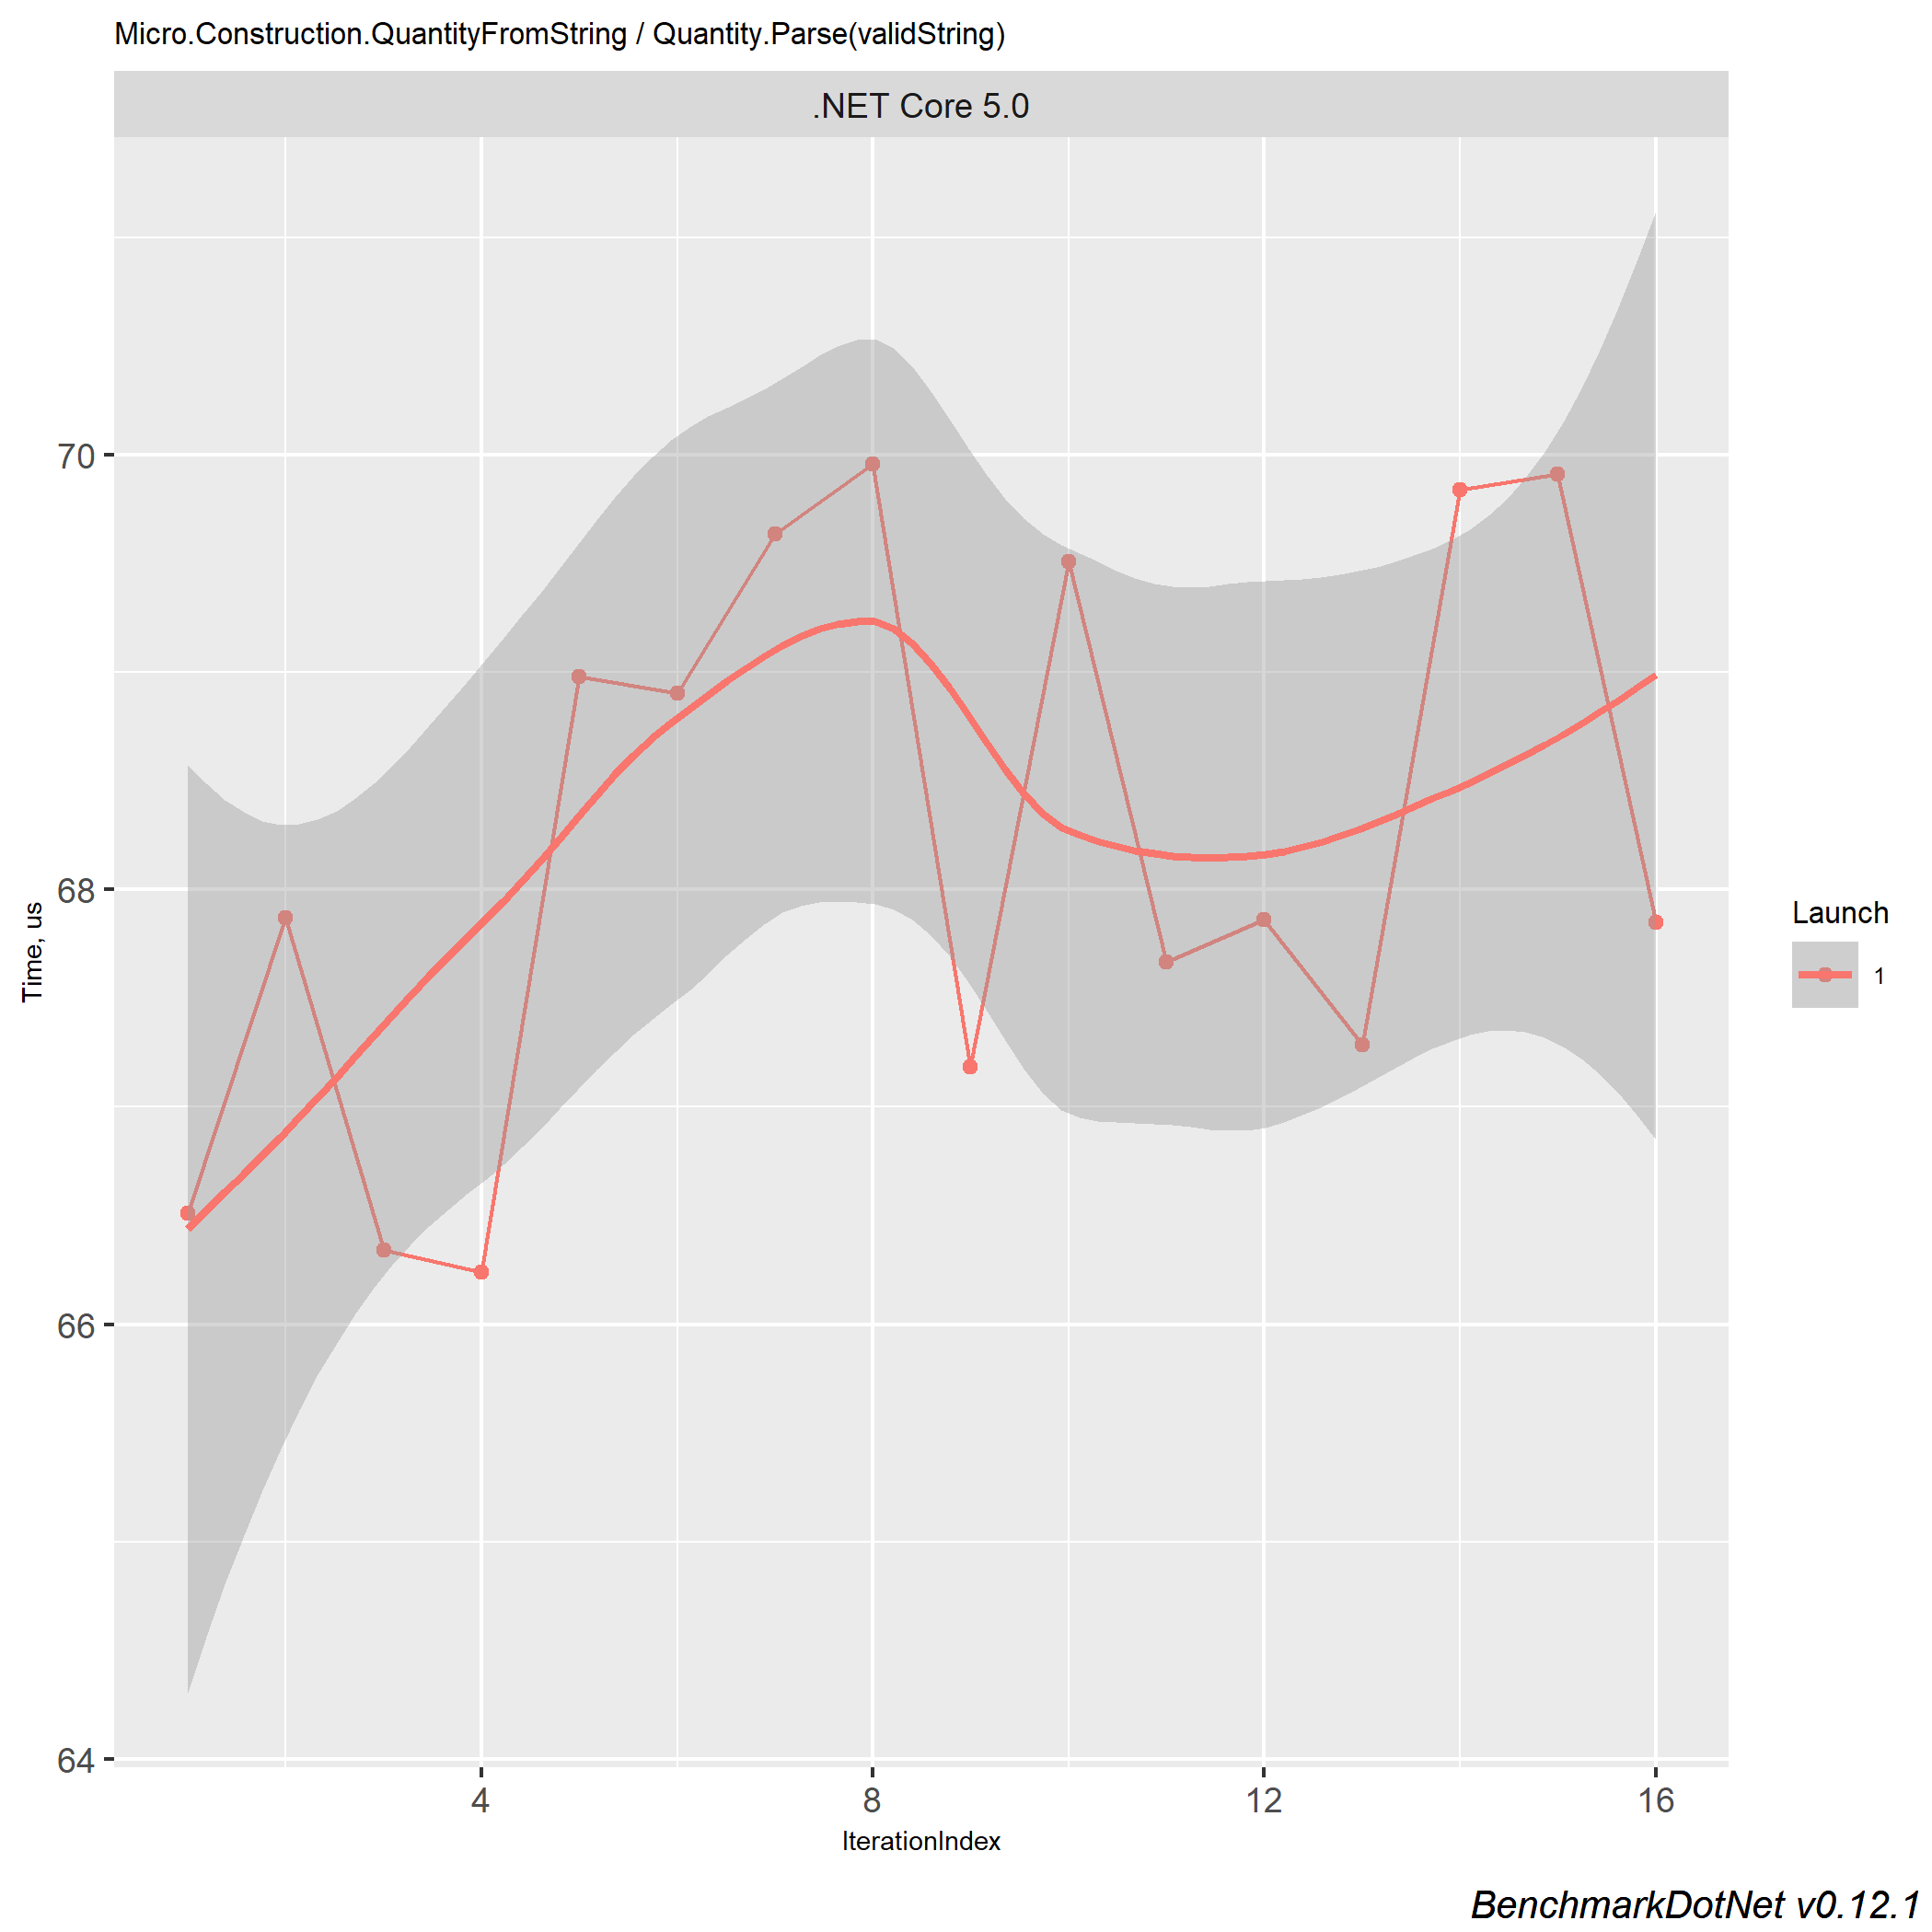 Micro.Construction.QuantityFromString / Quantity.Parse(validString)
.NET Core 5.0
70
68
66
64
Time, us
4 8 12 16
IterationIndex
Launch
1
BenchmarkDotNet v0.12.1